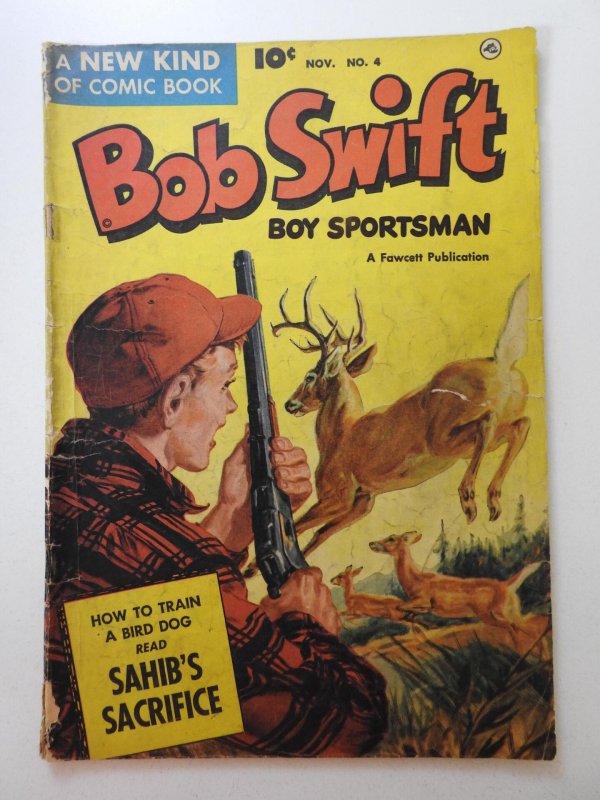 A NEW KIND
OF COMIC BOOK
10¢ NOV. NO. 4
Bob Swift
©
BOY SPORTSMAN
A Fawcett Publication
HOW TO TRAIN
A BIRD DOG
READ
SAHIB'S
SACRIFICE